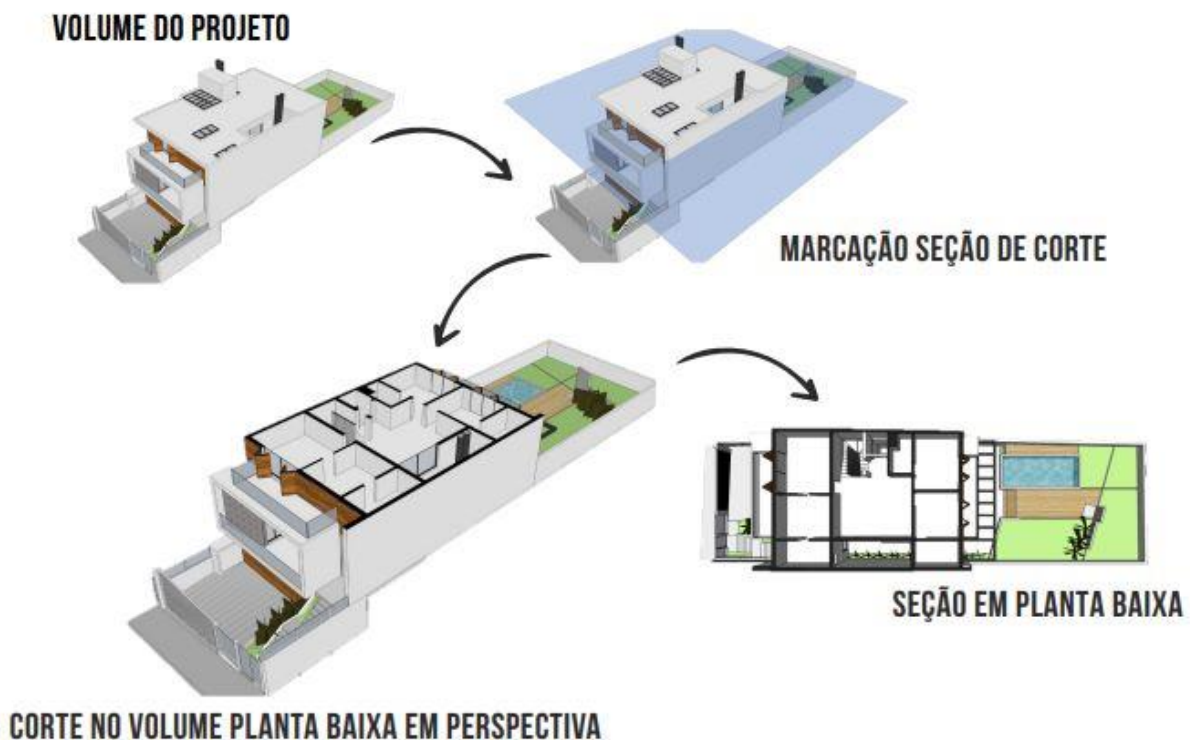 VOLUME DO PROJETO
MARCAÇÃO SEÇÃO DE CORTE
SEÇÃO EM PLANTA BAIXA
CORTE NO VOLUME PLANTA BAIXA EM PERSPECTIVA